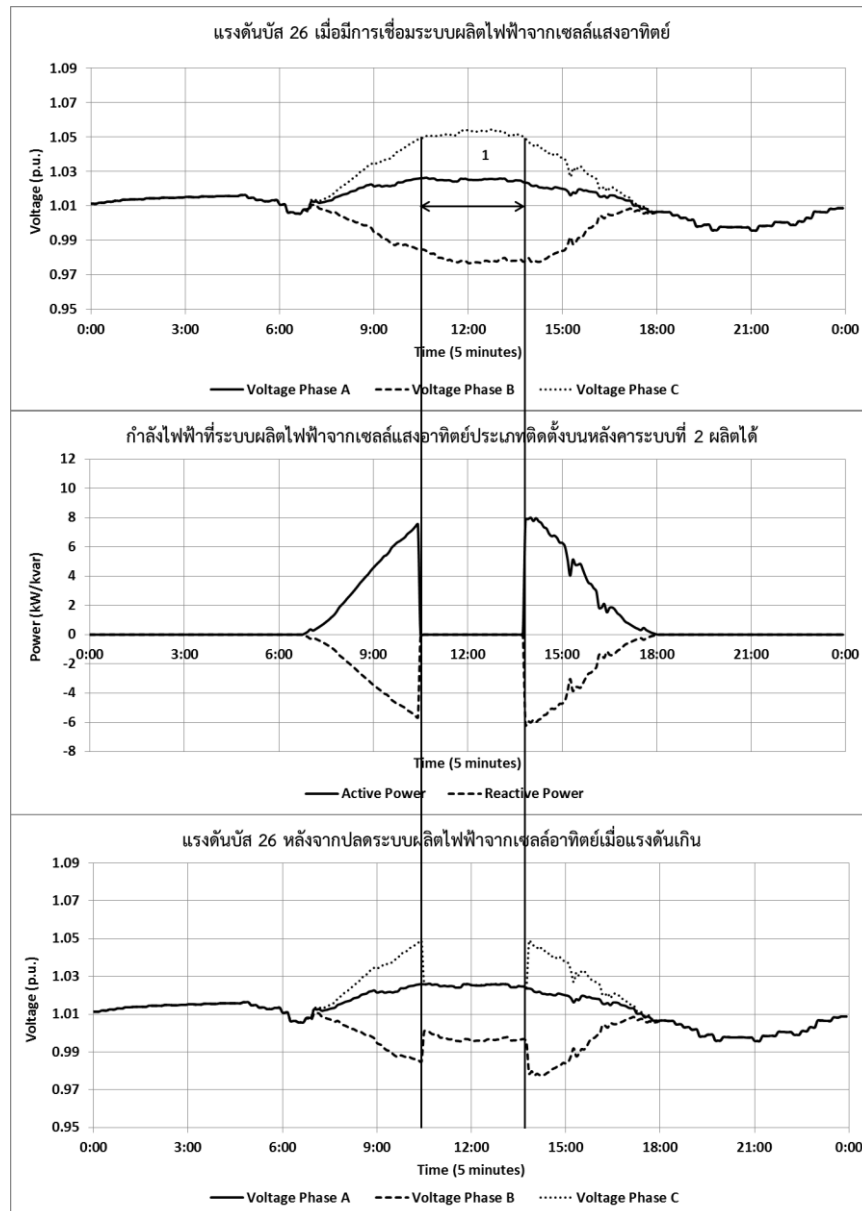 แรงดันบัส 26 เมื่อมีการเชื่อมระบบผลิตไฟฟ้าจากเซลล์แสงอาทิตย์
1.09
1.07
1.05
1.03
1.01
0.99
0.97
0.95
Voltage (p.u.)
1
0:00 3:00 6:00 9:00 12:00 15:00 18:00 21:00 0:00
Time (5 minutes)
Voltage Phase A Voltage Phase B Voltage Phase C
กำลังไฟฟ้าที่ระบบผลิตไฟฟ้าจากเซลล์แสงอาทิตย์ประเภทติดตั้งบนหลังคาระบบที่ 2 ผลิตได้
12
10
8
6
4
2
0
-2
-4
-6
-8
Power (kW/kvar)
0:00 3:00 6:00 9:00 12:00 15:00 18:00 21:00 0:00
Time (5 minutes)
Active Power Reactive Power
แรงดันบัส 26 หลังจากปลดระบบผลิตไฟฟ้าจากเซลล์อาทิตย์เมื่อแรงดันเกิน
1.09
1.07
1.05
1.03
1.01
0.99
0.97
0.95
Voltage (p.u.)
0:00 3:00 6:00 9:00 12:00 15:00 18:00 21:00 0:00
Time (5 minutes)
Voltage Phase A Voltage Phase B Voltage Phase C